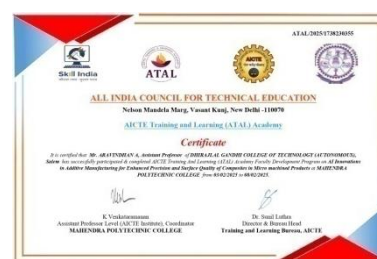 ATAL/2025/1738230355
Skill India
ATAL
AICTE
ALL INDIA COUNCIL FOR TECHNICAL EDUCATION
Nelson Mandela Marg, Vasant Kunj, New Delhi -110070
AICTE Training and Learning (ATAL) Academy
Certificate
It is certified that Mr. ARAVINDHAN A, Assistant Professor of DHIRAJLAL GANDHI COLLEGE OF TECHNOLOGY (AUTONOMOUS),
Salem has successfully participated & completed AICTE Training And Learning (ATAL) Academy Faculty Development Program on AI Innovations
in Additive Manufacturing for Enhanced Precision and Surface Quality of Composites in Micro machined Products at MAHENDRA
POLYTECHNIC COLLEGE from 03/02/2025 to 08/02/2025.
K Venkatramanan
Dr. Sunil Luthra
Assistant Professor Level (AICTE Institute), Coordinator
Director & Bureau Head
MAHENDRA POLYTECHNIC COLLEGE
Training and Learning Bureau, AICTE